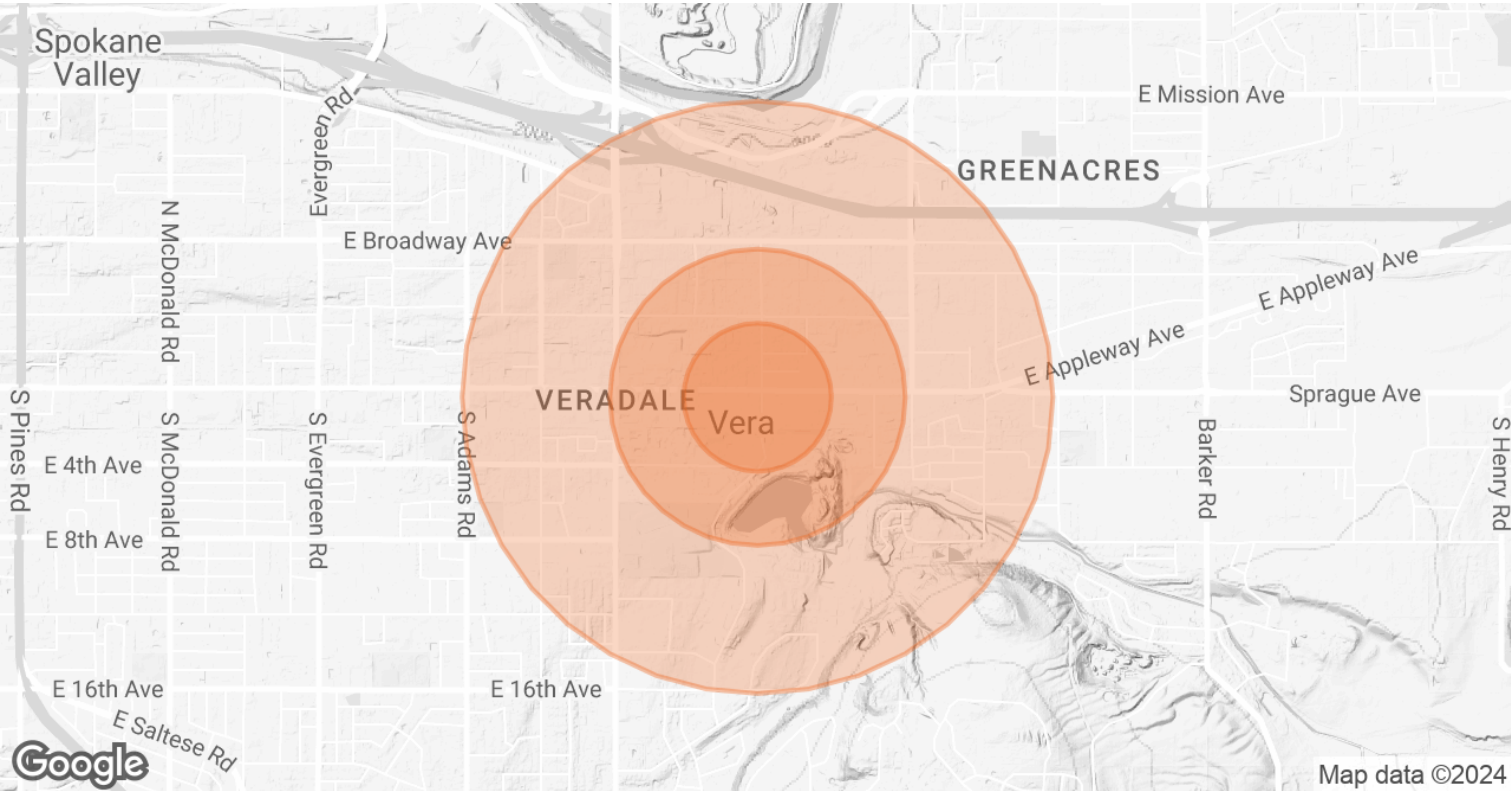 Spokane
Valley
E Mission Ave
Evergreen Rd
GREENACRES
N McDonald Rd
E Broadway Ave
E Appleway Ave
E Appleway Ave
S Pines Rd
VERADALE
Sprague Ave
Vera
S McDonald Rd
S Evergreen Rd
S Adams Rd
Barker Rd
S Henry Rd
E 4th Ave
E 8th Ave
E 16th Ave
E 16th Ave
E Saltese Rd
Google
Map data ©2024